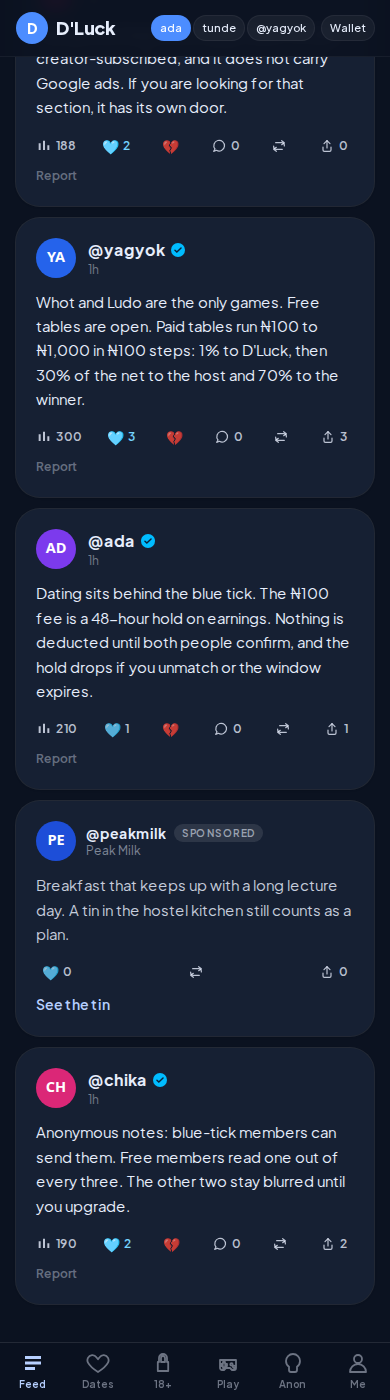 D D'Luck ada tunde @yagyok Wallet
creator-subscribed, and it does not carry
Google ads. If you are looking for that
section, it has its own door.
188 2 0 0
Report
YA @yagyok
1h
Whot and Ludo are the only games. Free
tables are open. Paid tables run ₦100 to
₦1,000 in ₦100 steps: 1% to D'Luck, then
30% of the net to the host and 70% to the
winner.
300 3 0 3
Report
AD @ada
1h
Dating sits behind the blue tick. The ₦100
fee is a 48-hour hold on earnings. Nothing is
deducted until both people confirm, and the
hold drops if you unmatch or the window
expires.
210 1 0 1
Report
PE @peakmilk SPONSORED
Peak Milk
Breakfast that keeps up with a long lecture
day. A tin in the hostel kitchen still counts as a
plan.
0 0
See the tin
CH @chika
1h
Anonymous notes: blue-tick members can
send them. Free members read one out of
every three. The other two stay blurred until
you upgrade.
190 2 0 2
Report
Feed Dates 18+ Play Anon Me